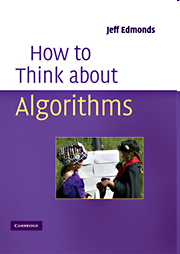 Jeff Edmonds
How to
Think about
Algorithms
CAMBRIDGE